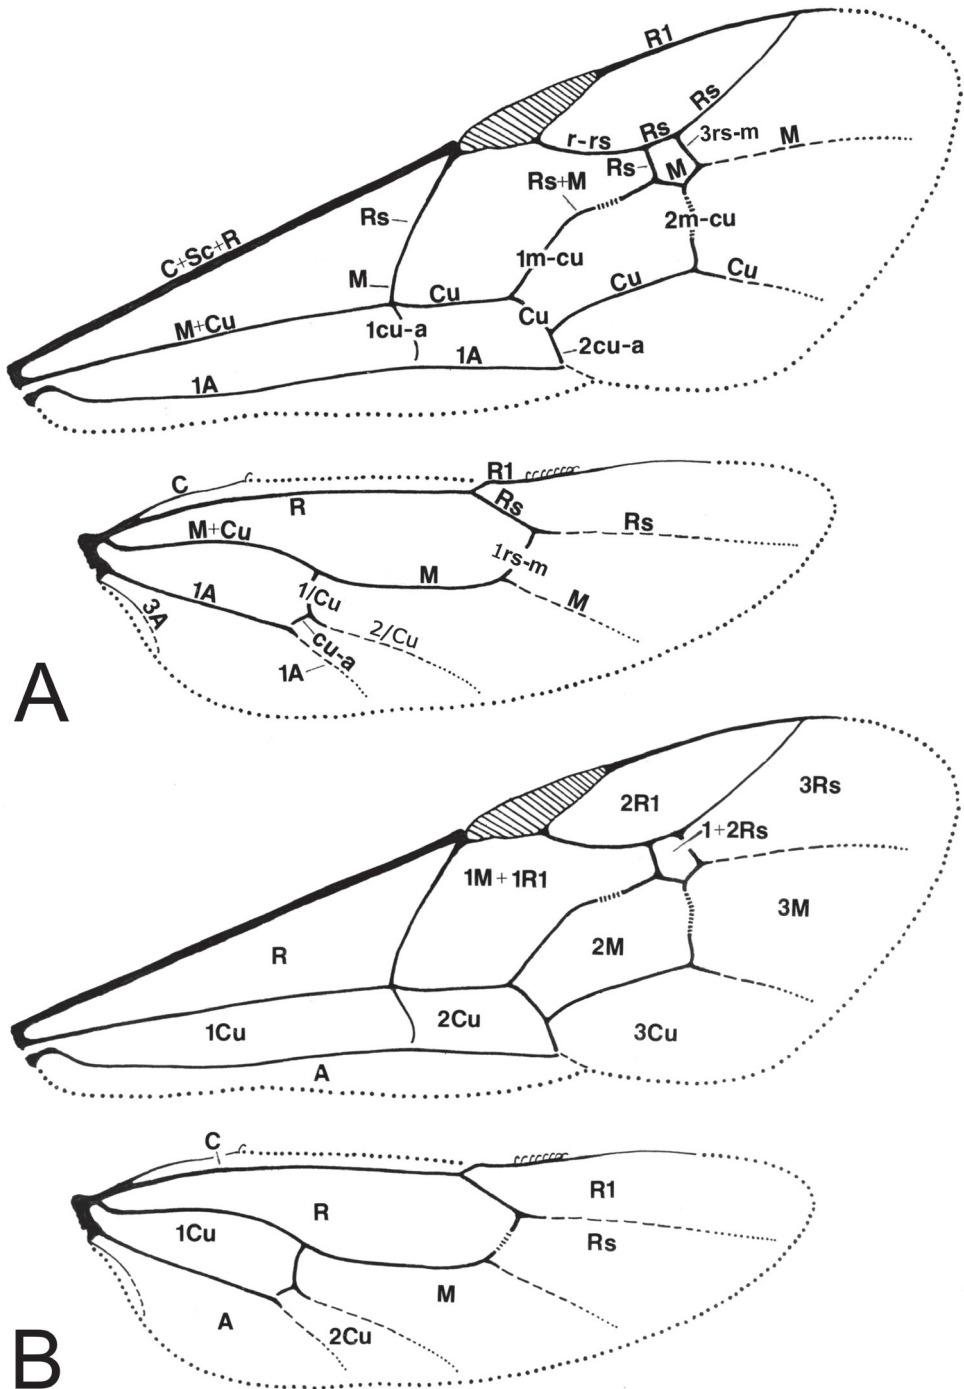 R1
Rs
r-rs
Rs
3rs-m
M
Rs
M
Rs+M
Rs
2m-cu
C+Sc+R
1m-cu
M
Cu
Cu
Cu
M+Cu
1cu-a
Cu
2cu-a
1A
1A
R1
C
R
Rs
M+Cu
Rs
1rs-m
M
1A
1/Cu
M
3A
2/Cu
cu-a
1A
A
3Rs
2R1
1+2Rs
1M+1R1
3M
2M
R
2Cu
1Cu
3Cu
A
C
R1
R
1Cu
Rs
M
A
2Cu
B